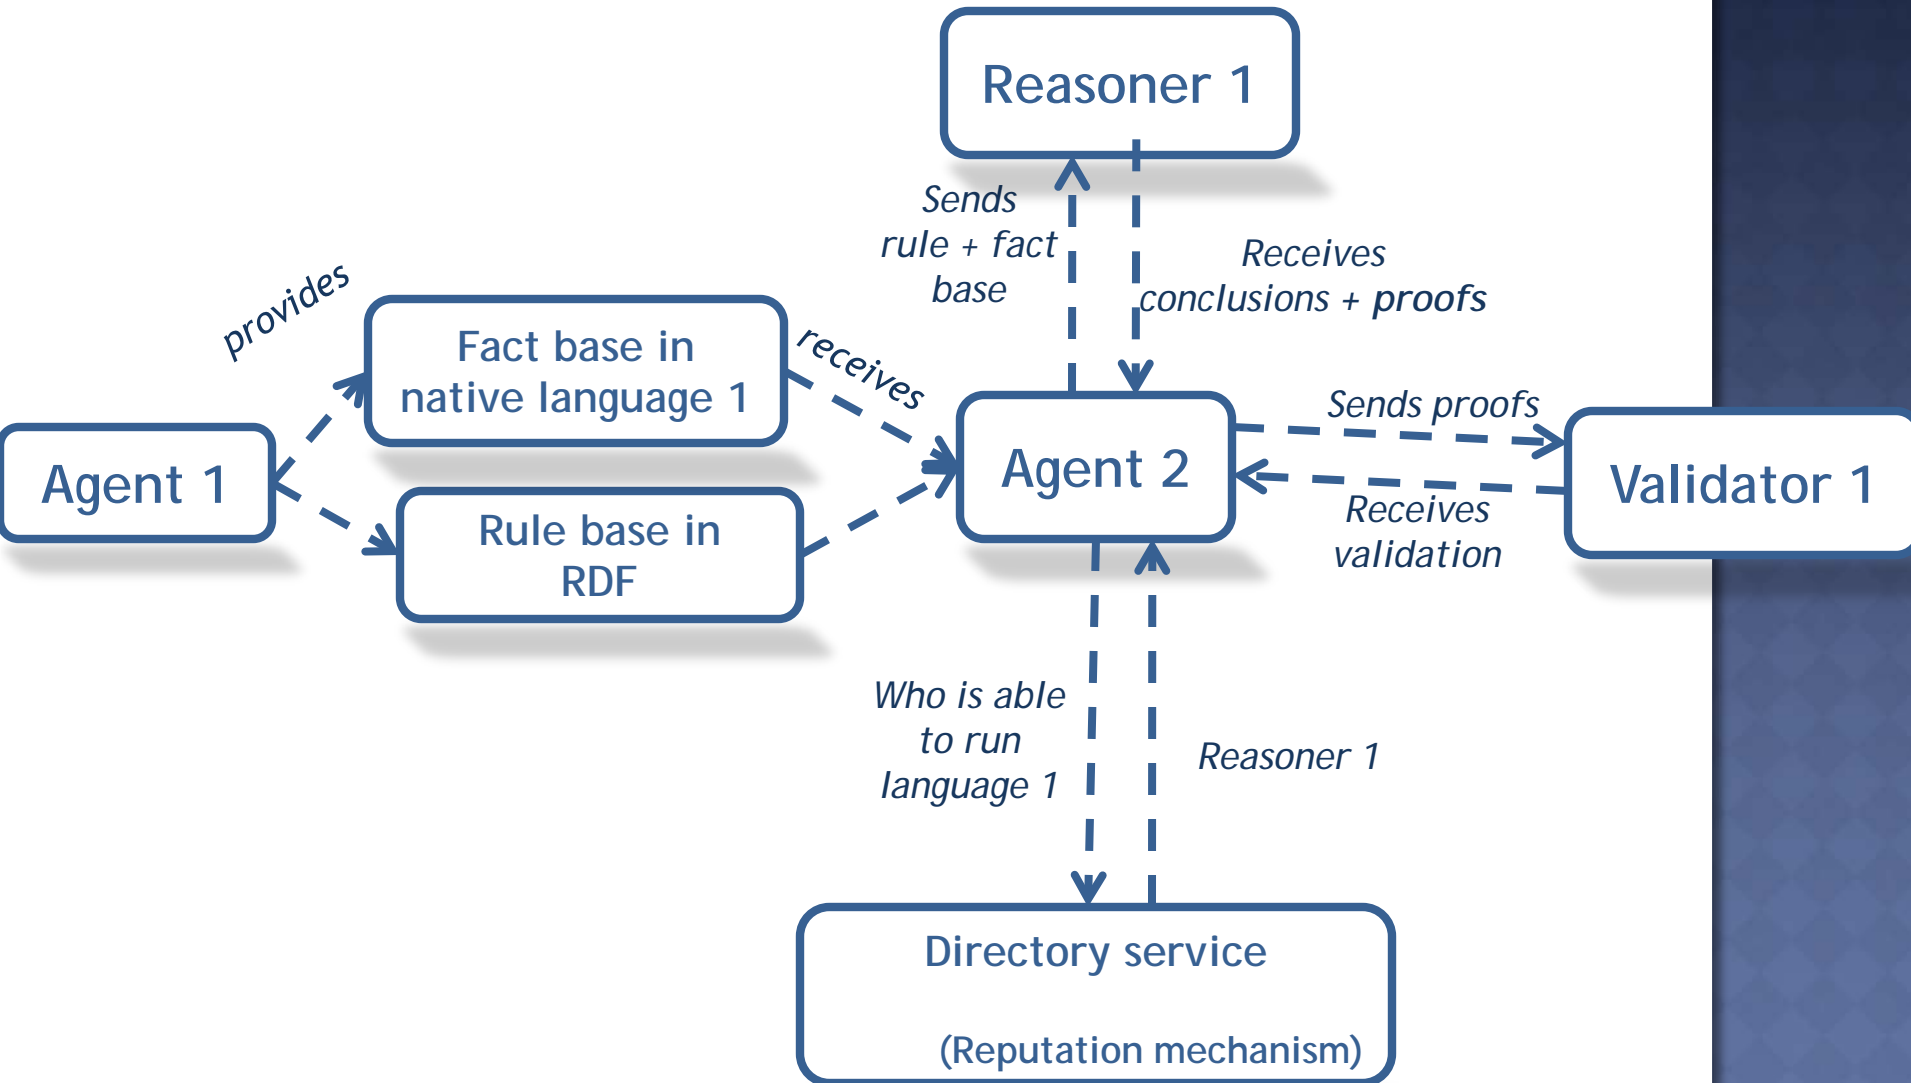 Reasoner 1
Sends
rule + fact
base
Receives
conclusions + proofs
provides
Fact base in
native language 1
receives
Agent 1
Rule base in
RDF
Agent 2
Sends proofs
Receives
validation
Validator 1
Who is able
to run
language 1
Reasoner 1
Directory service
(Reputation mechanism)